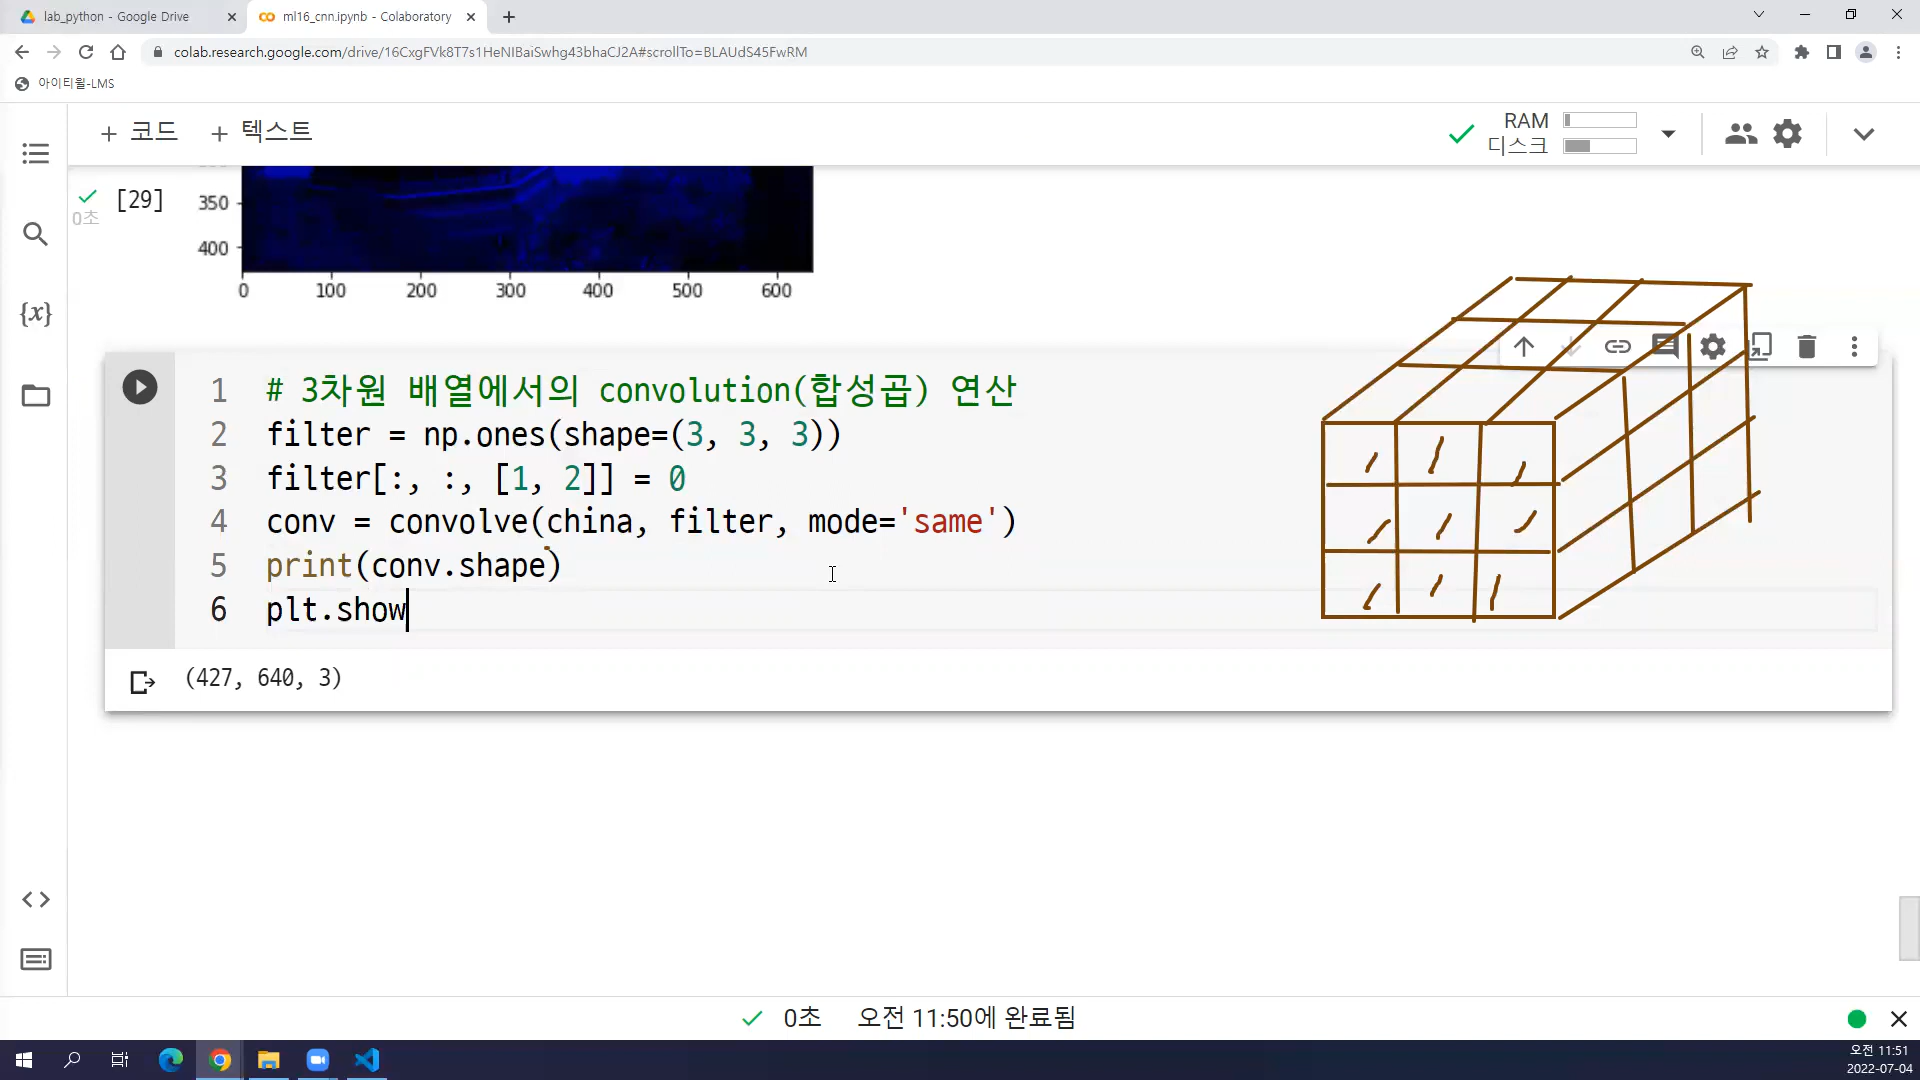 lab_python - Google Drive
ml16_cnn.ipynb - Colaboratory
colab.research.google.com/drive/16CxgFVk8T7s1HeNIBaiSwhg43bhaCJ2A#scrollTo=BLAUdS45FwRM
아이티윌-LMS
+ 코드 + 텍스트
RAM
디스크
[29]
0초
350
400
0 100 200 300 400 500 600
{x}
1 # 3차원 배열에서의 convolution(합성곱) 연산
2 filter = np.ones(shape=(3, 3, 3))
3 filter[:, :, [1, 2]] = 0
4 conv = convolve(china, filter, mode='same')
5 print(conv.shape)
6 plt.show
(427, 640, 3)
0초 오전 11:50에 완료됨
오전 11:51
2022-07-04